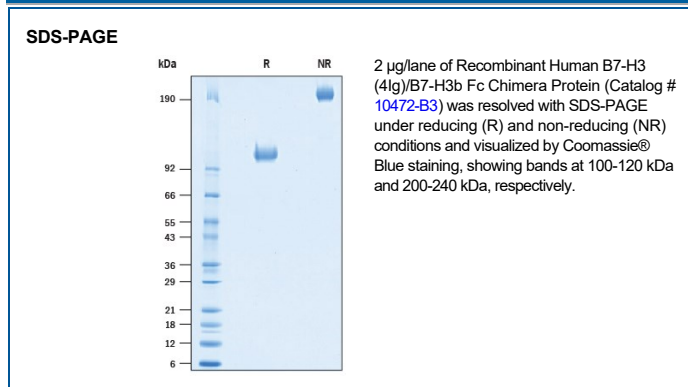 SDS-PAGE
kDa
R
NR
190
92
66
55
43
36
29
21
18
12
6
2 µg/lane of Recombinant Human B7-H3
(4Ig)/B7-H3b Fc Chimera Protein (Catalog #
10472-B3) was resolved with SDS-PAGE
under reducing (R) and non-reducing (NR)
conditions and visualized by Coomassie®
Blue staining, showing bands at 100-120 kDa
and 200-240 kDa, respectively.